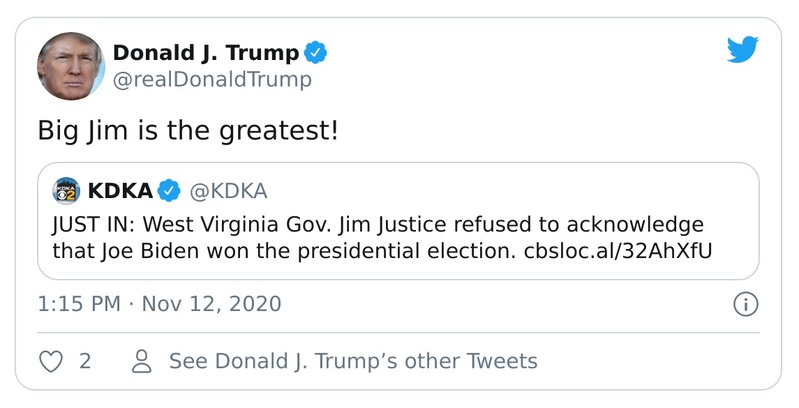 Donald J. Trump
@realDonaldTrump
Big Jim is the greatest!
KDKA @KDKA
JUST IN: West Virginia Gov. Jim Justice refused to acknowledge
that Joe Biden won the presidential election. cbsloc.al/32AhXfU
1:15 PM · Nov 12, 2020
2 See Donald J. Trump’s other Tweets